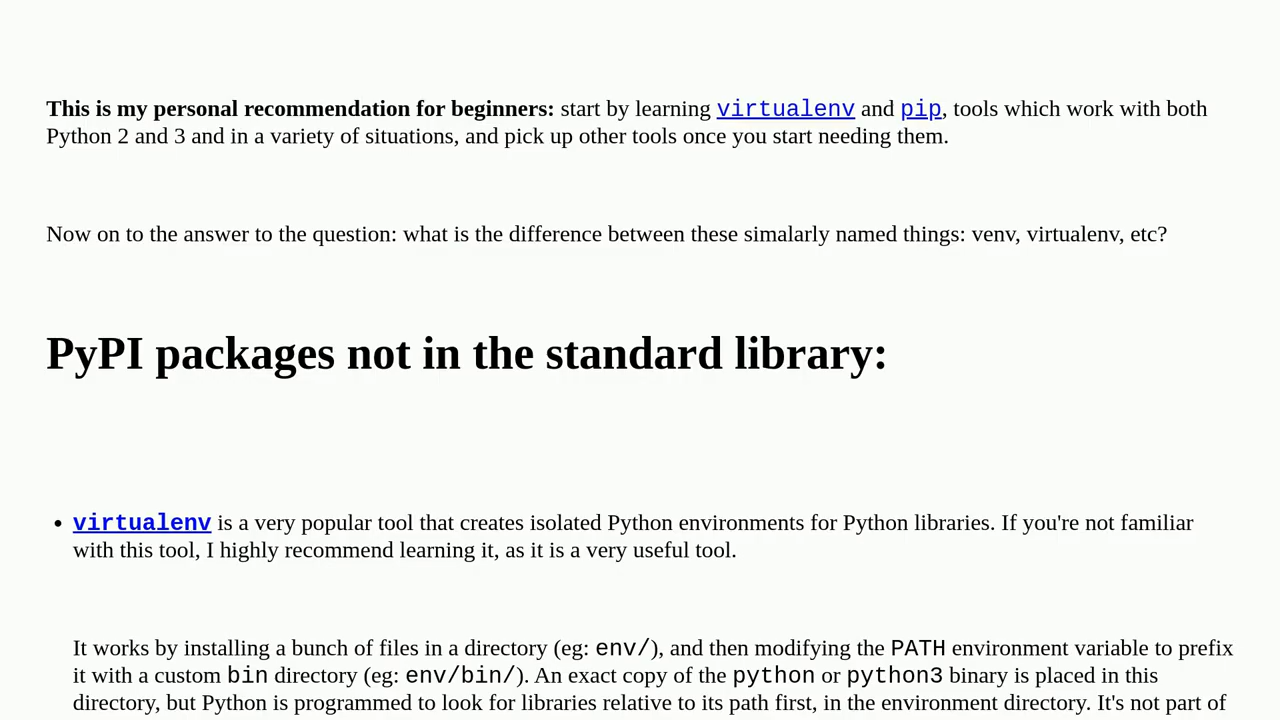 This is my personal recommendation for beginners: start by learning virtualenv and pip, tools which work with both
Python 2 and 3 and in a variety of situations, and pick up other tools once you start needing them.
Now on to the answer to the question: what is the difference between these simalarly named things: venv, virtualenv, etc?
PyPI packages not in the standard library:
• virtualenv is a very popular tool that creates isolated Python environments for Python libraries. If you're not familiar
with this tool, I highly recommend learning it, as it is a very useful tool.
It works by installing a bunch of files in a directory (eg: env/), and then modifying the PATH environment variable to prefix
it with a custom bin directory (eg: env/bin/). An exact copy of the python or python3 binary is placed in this
directory, but Python is programmed to look for libraries relative to its path first, in the environment directory. It's not part of